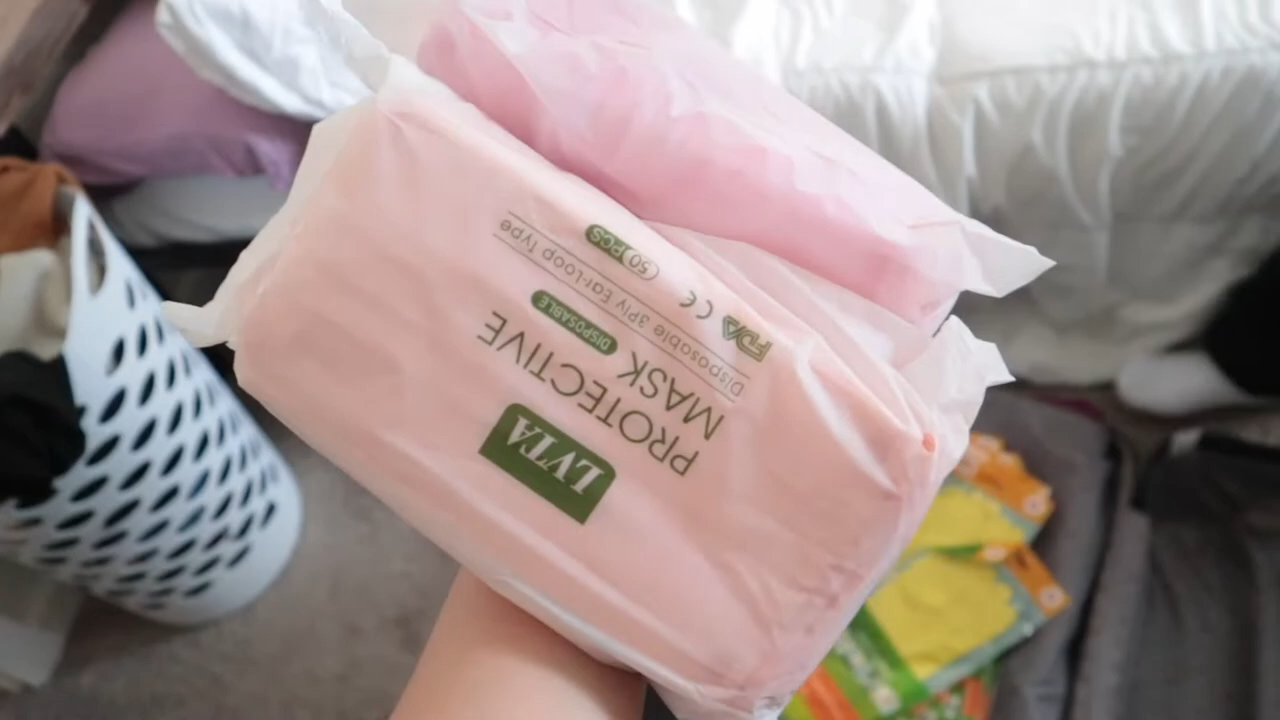 LVTA
PROTECTIVE
MASK DISPOSABLE
Disposable 3Ply Ear-Loop Type
FDA CE 50 PCS